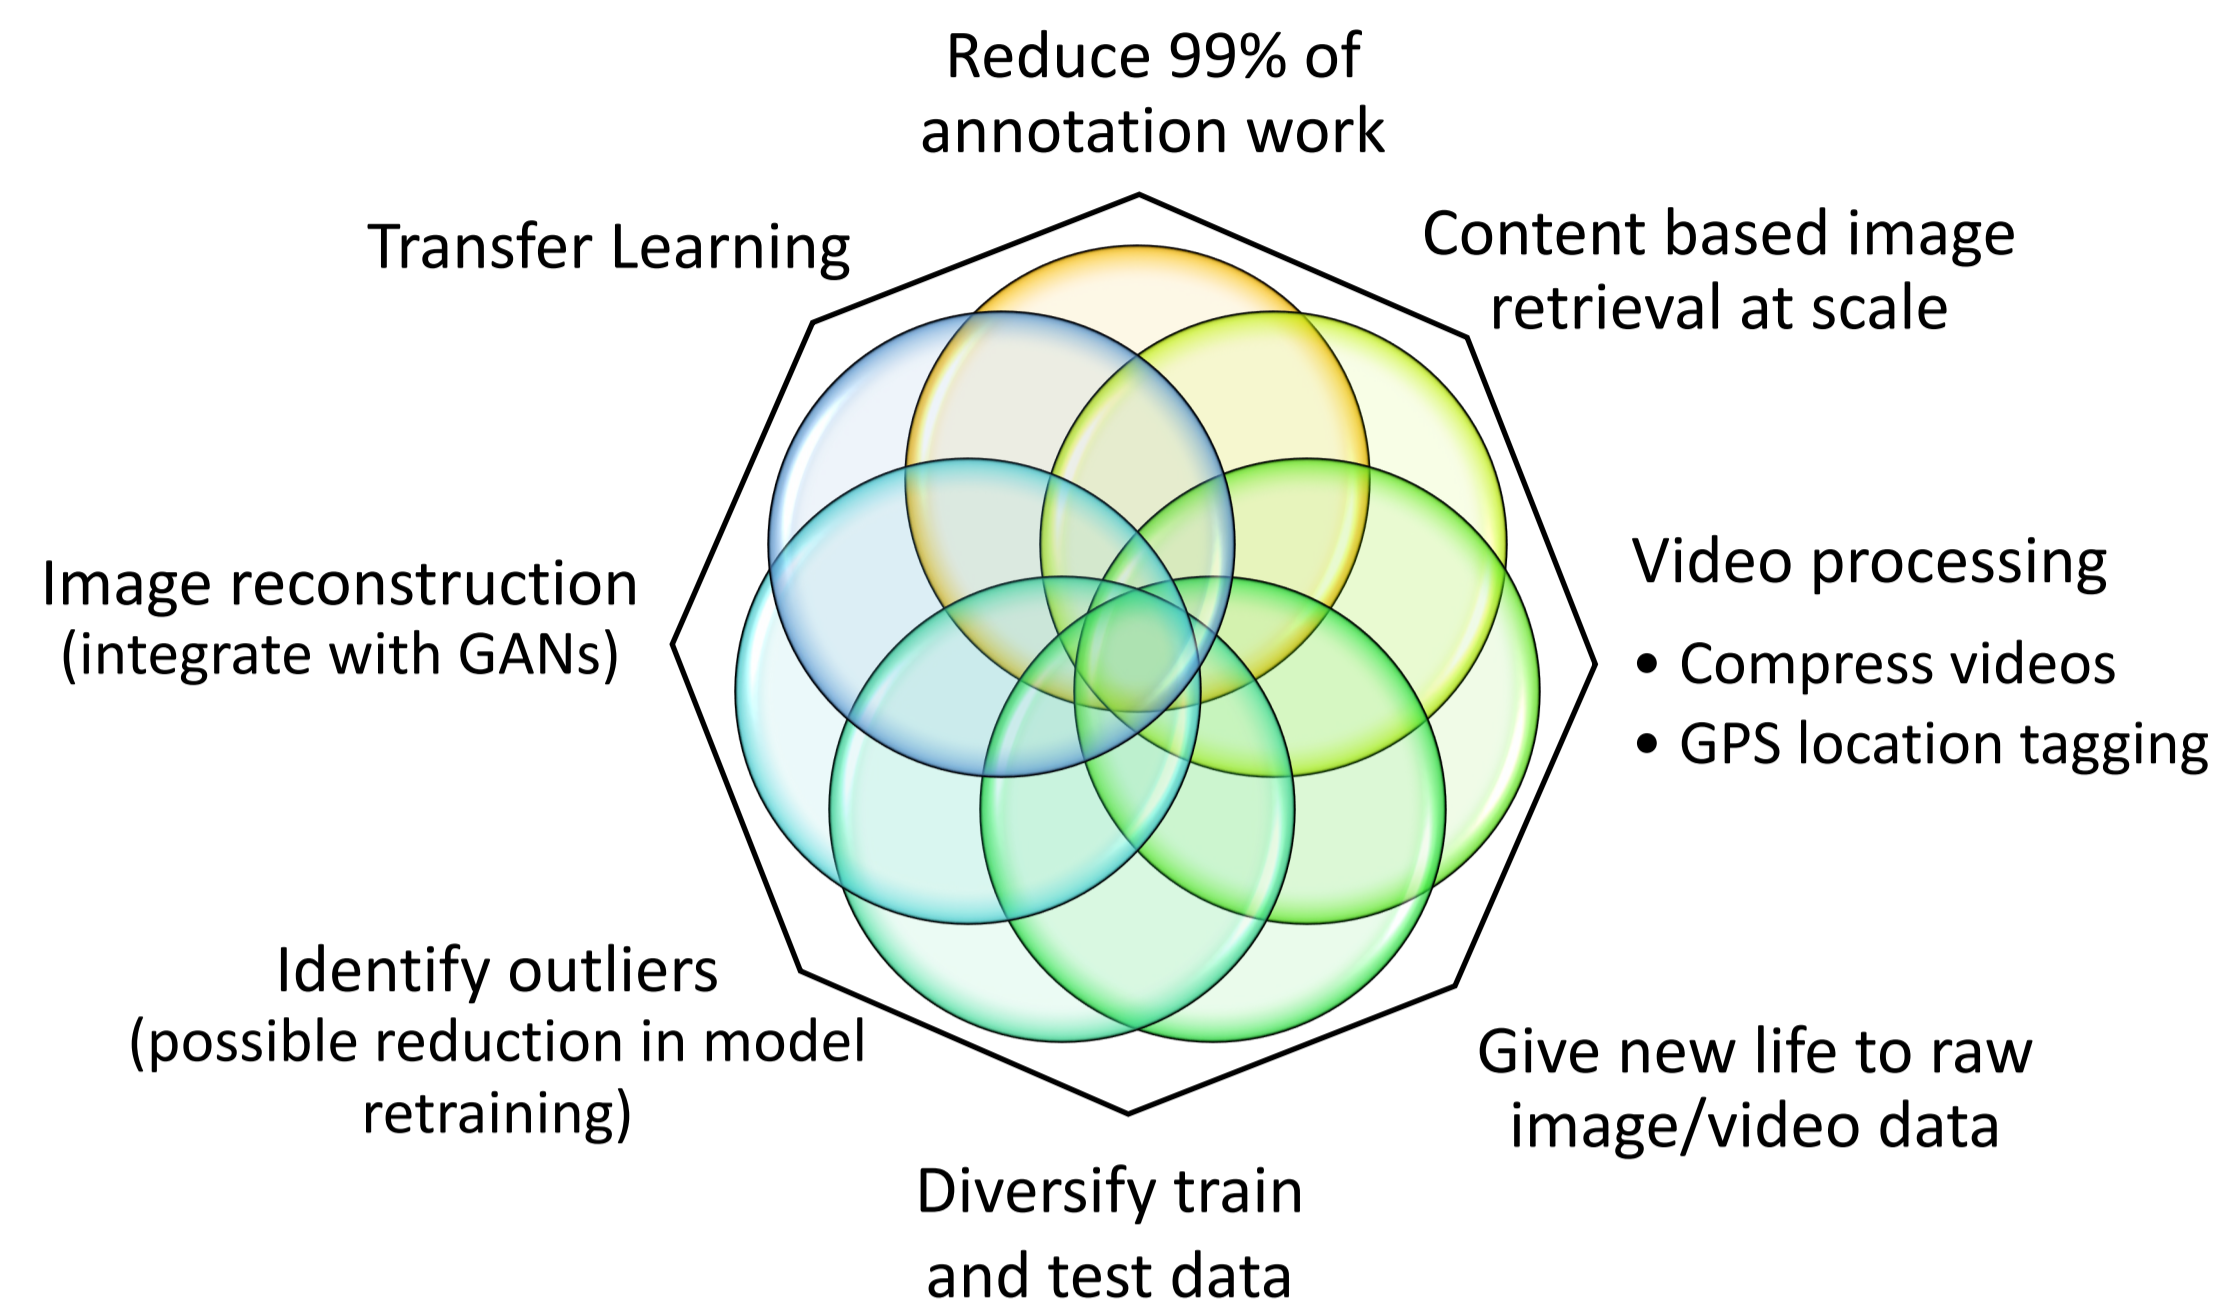 Reduce 99% of
annotation work
Transfer Learning
Content based image
retrieval at scale
Image reconstruction
(integrate with GANs)
Video processing
• Compress videos
• GPS location tagging
Identify outliers
(possible reduction in model
retraining)
Give new life to raw
image/video data
Diversify train
and test data